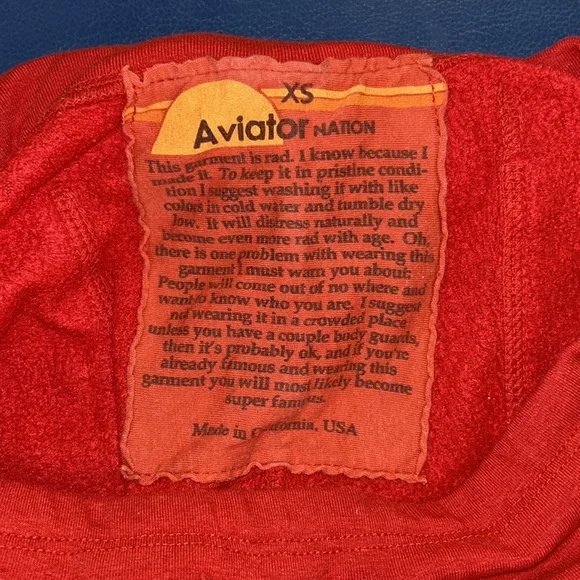 XS
Aviator NATION
This garment is rad. I know because I
made it. To keep it in pristine condi-
tion I suggest washing it with like
colors in cold water and tumble dry
low. It will distress naturally and
become even more rad with age. Oh,
there is one problem with wearing this
garment I must warn you about:
People will come out of no where and
want to know who you are. I suggest
not wearing it in a crowded place
unless you have a couple body guards,
then it's probably ok, and if you're
already famous and wearing this
garment you will most likely become
super famous.
Made in California, USA